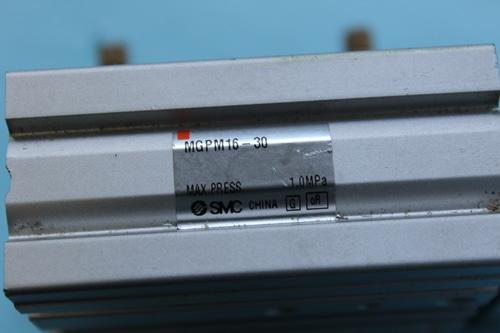 MGPM16-30
MAX PRESS 1.0MPa
SMC CHINA G